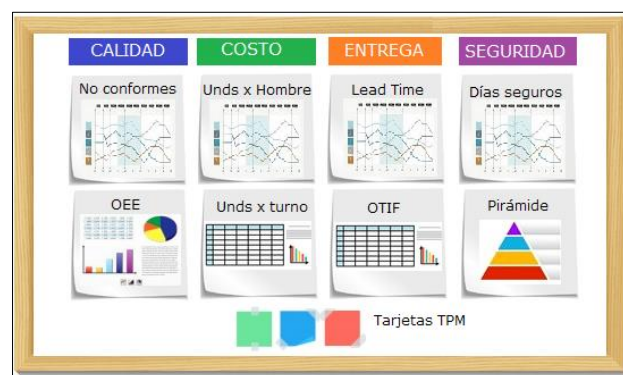 CALIDAD
COSTO
ENTREGA
SEGURIDAD
No conformes
Unds x Hombre
Lead Time
Días seguros
OEE
Unds x turno
OTIF
Pirámide
Tarjetas TPM